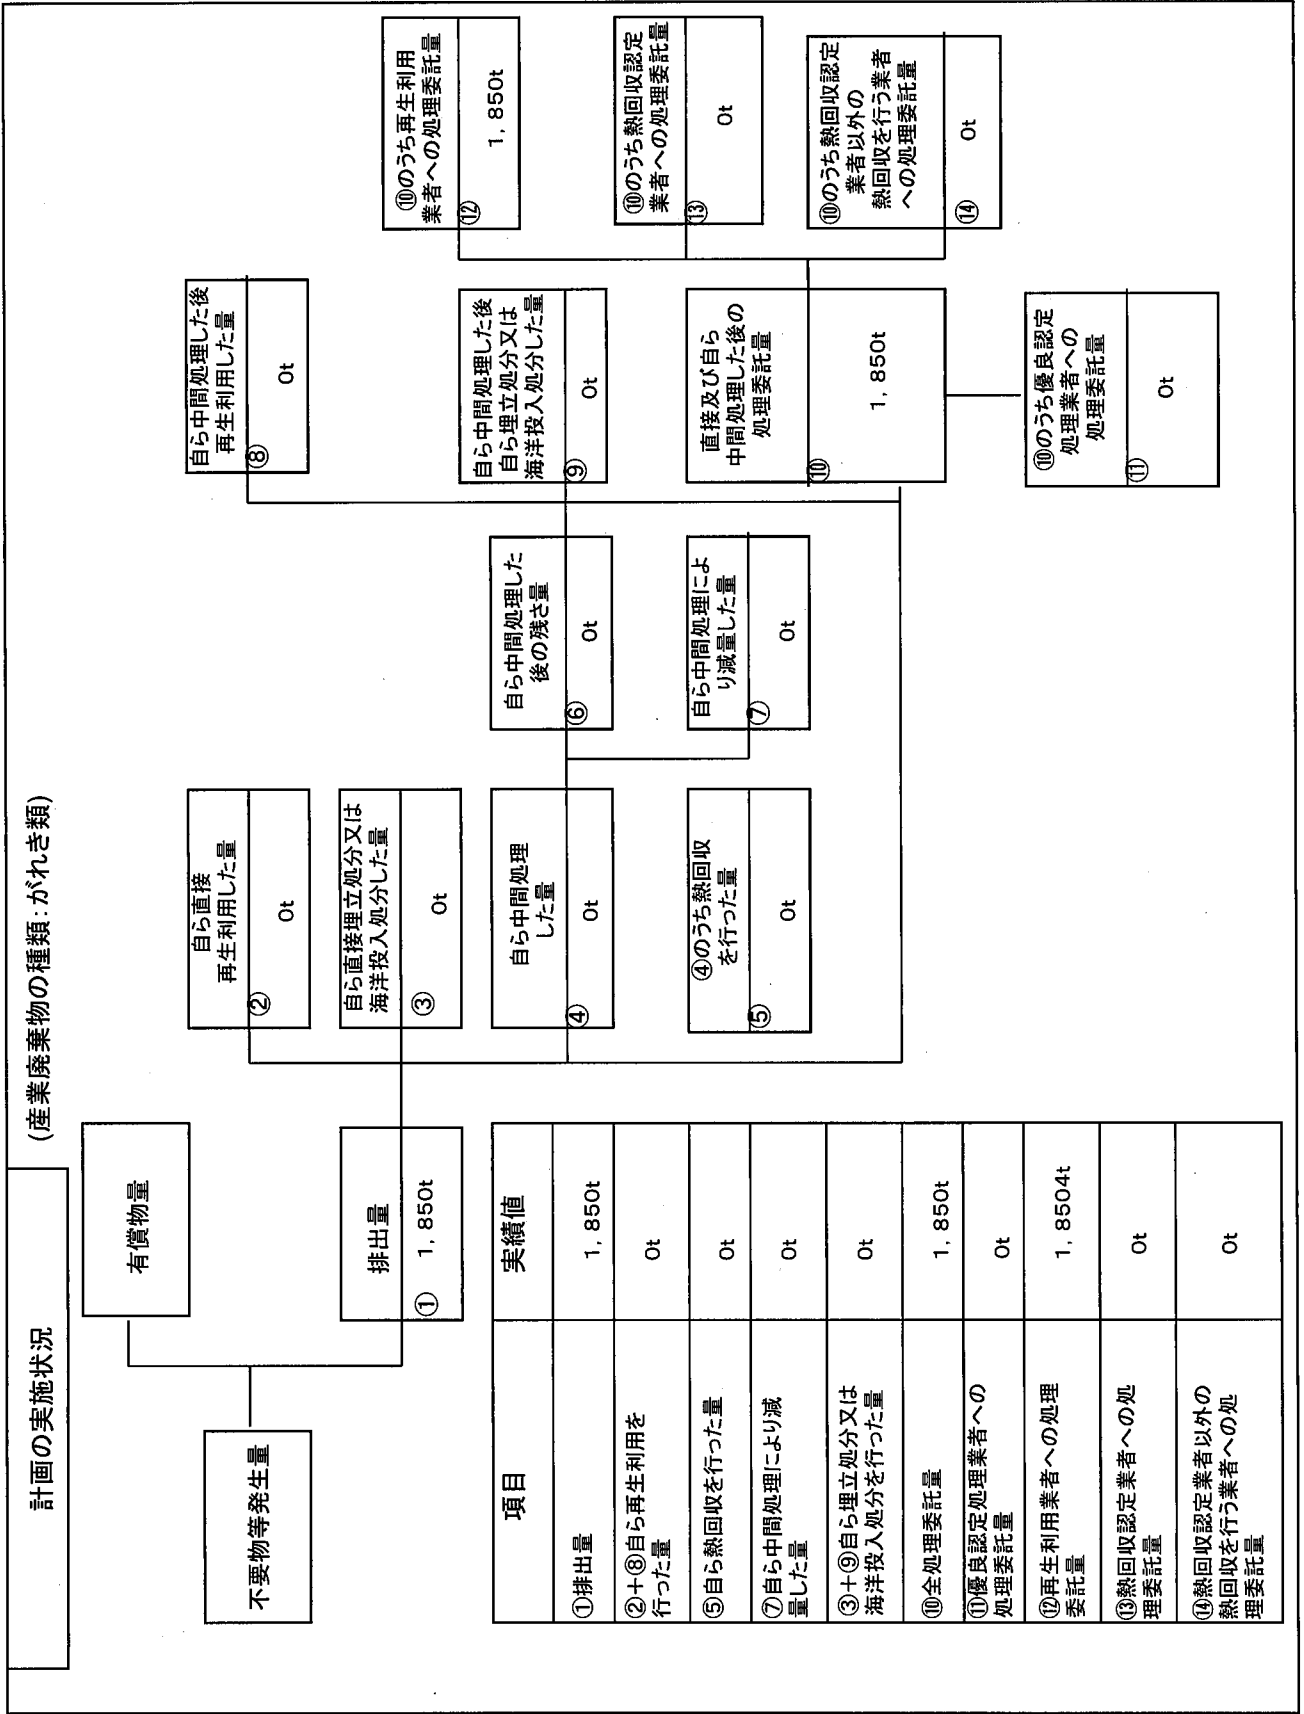 計画の実施状況
(産業廃棄物の種類:がれき類)
不要物等発生量
有償物量
排出量
① 1,850t
自ら直接
再生利用した量
② 0t
自ら直接埋立処分又は
海洋投入処分した量
③ 0t
自ら中間処理
した量
④ 0t
④のうち熱回収
を行った量
⑤ 0t
自ら中間処理した
後の残さ量
⑥ 0t
自ら中間処理によ
り減量した量
⑦ 0t
自ら中間処理した後
再生利用した量
⑧ 0t
自ら中間処理した後
自ら埋立処分又は
海洋投入処分した量
⑨ 0t
直接及び自ら
中間処理した後の
処理委託量
⑩ 1,850t
⑩のうち優良認定
処理業者への
処理委託量
⑪ 0t
⑩のうち再生利用
業者への処理委託量
⑫ 1,850t
⑩のうち熱回収認定
業者への処理委託量
⑬ 0t
⑩のうち熱回収認定
業者以外の
熱回収を行う業者
への処理委託量
⑭ 0t
項目 実績値
①排出量 1,850t
②+⑧自ら再生利用を
行った量 0t
⑤自ら熱回収を行った量 0t
⑦自ら中間処理により減
量した量 0t
③+⑨自ら埋立処分又は
海洋投入処分を行った量 0t
⑩全処理委託量 1,850t
⑪優良認定処理業者への
処理委託量 0t
⑫再生利用業者への処理
委託量 1,8504t
⑬熱回収認定業者への処
理委託量 0t
⑭熱回収認定業者以外の
熱回収を行う業者への処
理委託量 0t